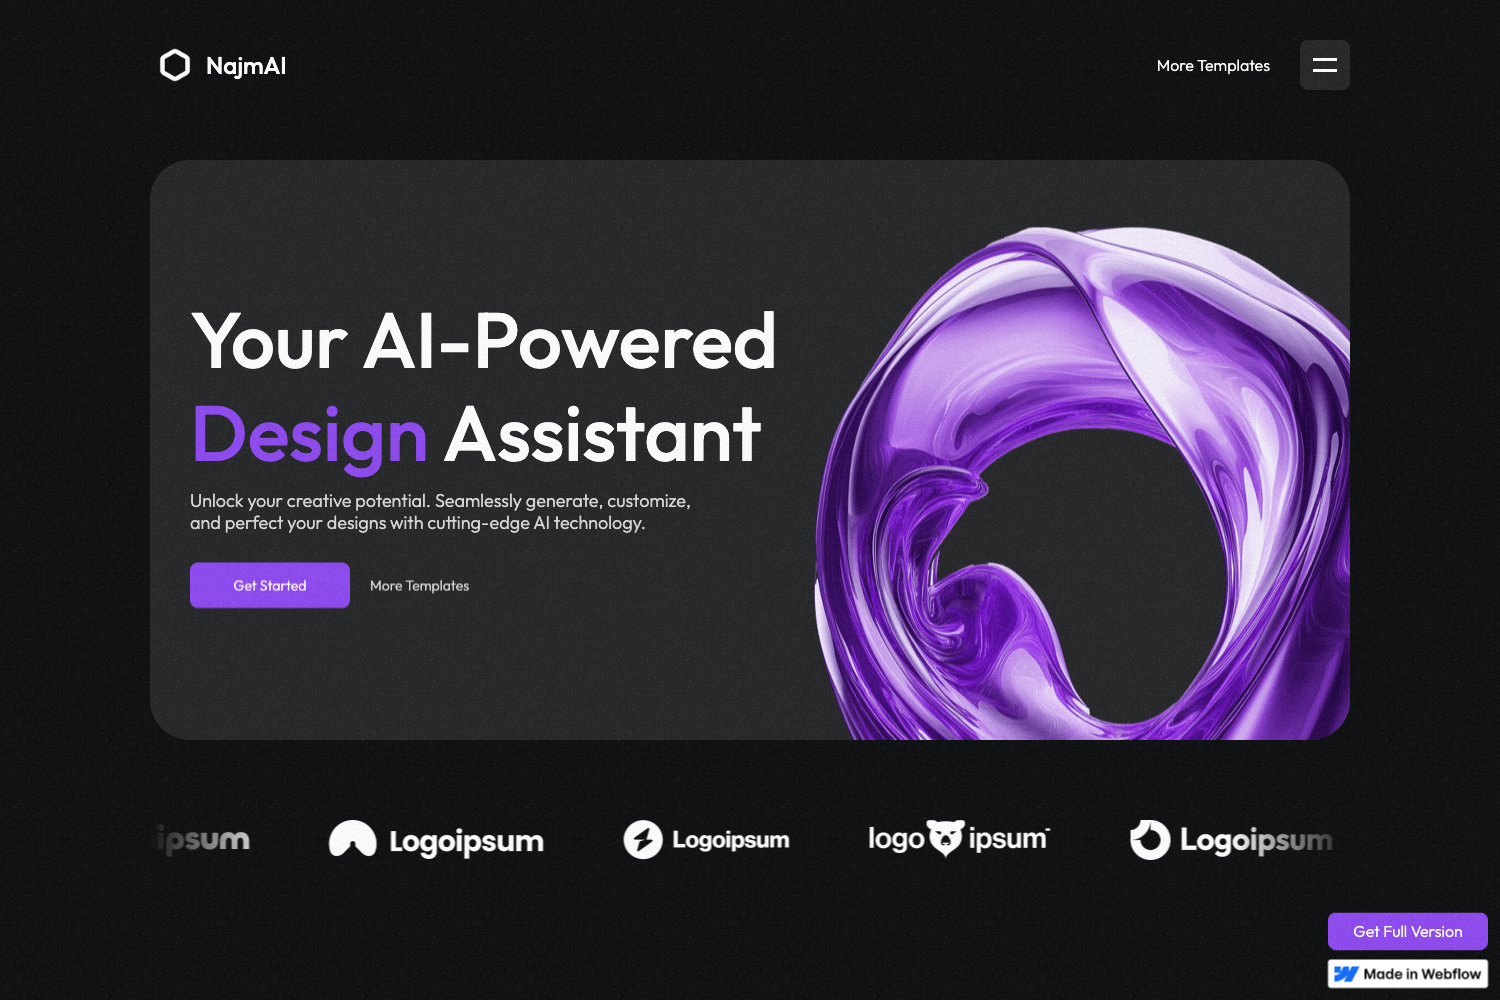 NajmAI
More Templates
Your AI-Powered
Design Assistant
Unlock your creative potential. Seamlessly generate, customize,
and perfect your designs with cutting-edge AI technology.
Get Started
More Templates
ipsum
Logoipsum
Logoipsum
logo ipsum
Logoipsum
Get Full Version
Made in Webflow